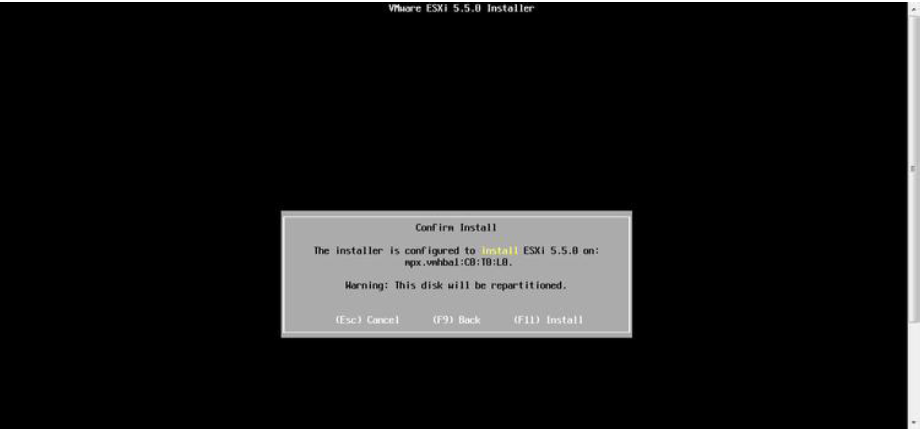 VMware ESXi 5.5.0 Installer
Confirm Install
The installer is configured to install ESXi 5.5.0 on:
mpx.vmhba1:C0:T0:L0.
Warning: This disk will be repartitioned.
(Esc) Cancel (F9) Back (F11) Install